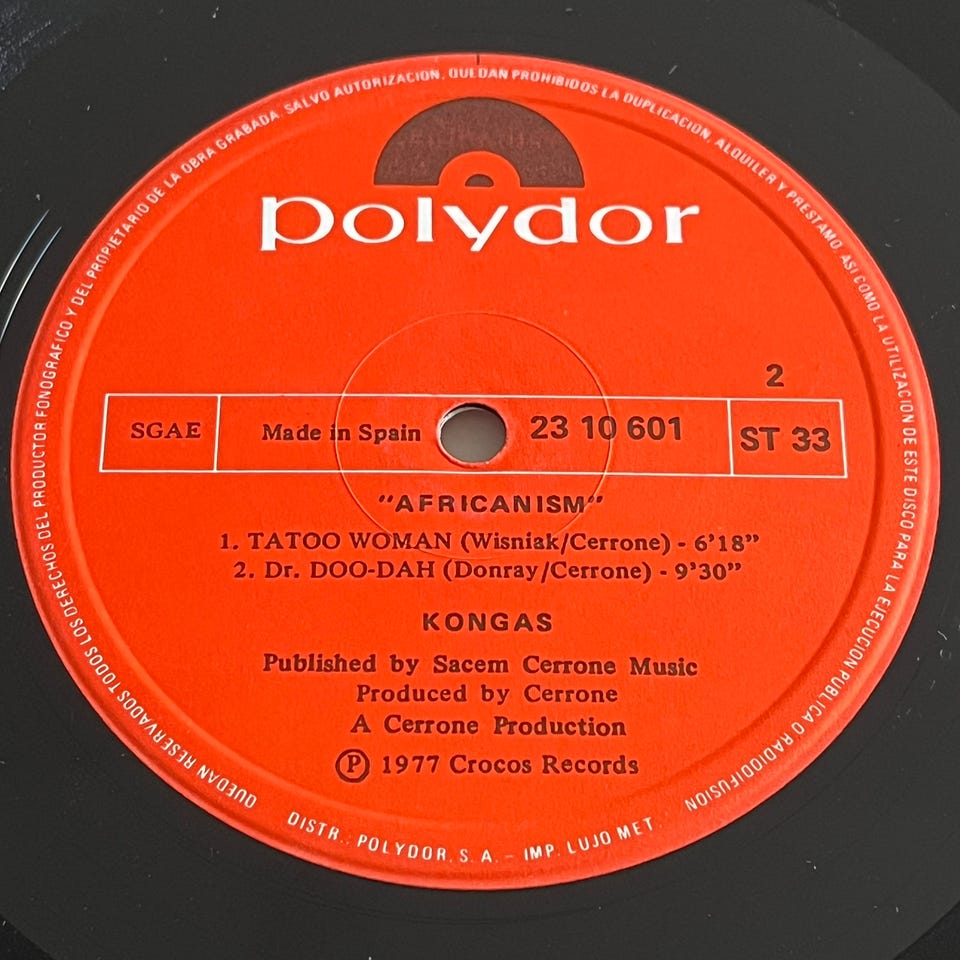 QUEDAN RESERVADOS TODOS LOS DERECHOS DEL PRODUCTOR FONOGRAFICO Y DEL PROPIETARIO DE LA OBRA GRABADA. SALVO AUTORIZACION, QUEDAN PROHIBIDOS LA DUPLICACION, ALQUILER Y PRESTAMO, ASI COMO LA UTILIZACION DE ESTE DISCO PARA LA EJECUCION PUBLICA O RADIODIFUSION
polydor
2
SGAE Made in Spain 23 10 601 ST 33
"AFRICANISM"
1. TATOO WOMAN (Wisniak/Cerrone) - 6'18"
2. Dr. DOO-DAH (Donray/Cerrone) - 9'30"
KONGAS
Published by Sacem Cerrone Music
Produced by Cerrone
A Cerrone Production
Ⓟ 1977 Crocos Records
DISTR.: POLYDOR, S. A. – IMP. LUJO MET.